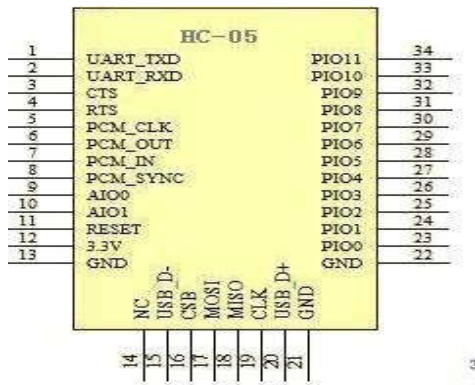 HC-05
1 UART_TXD PIO11 34
2 UART_RXD PIO10 33
3 CTS PIO9 32
4 RTS PIO8 31
5 PCM_CLK PIO7 30
6 PCM_OUT PIO6 29
7 PCM_IN PIO5 28
8 PCM_SYNC PIO4 27
9 AIO0 PIO3 26
10 AIO1 PIO2 25
11 RESET PIO1 24
12 3.3V PIO0 23
13 GND GND 22
NC USB_D- CSB MOSI MISO CLK USB_D+ GND
14 15 16 17 18 19 20 21